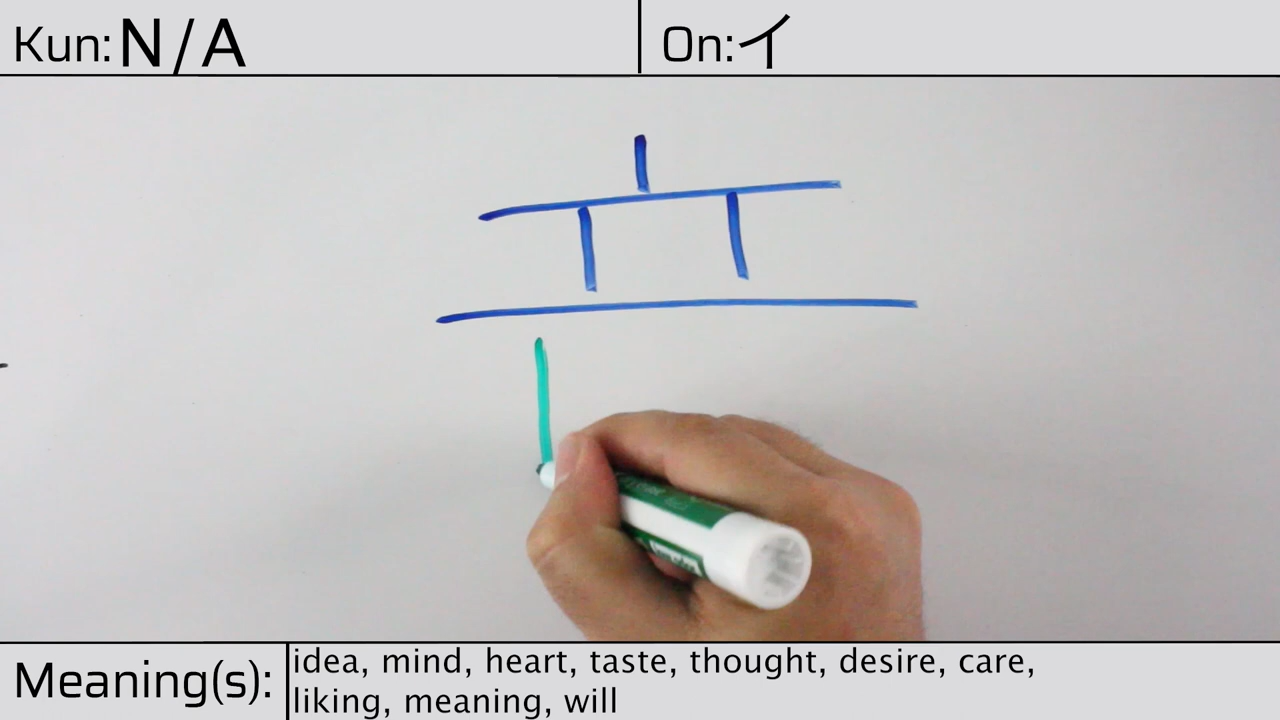 Kun: N/A
On: イ
Meaning(s): idea, mind, heart, taste, thought, desire, care,
liking, meaning, will